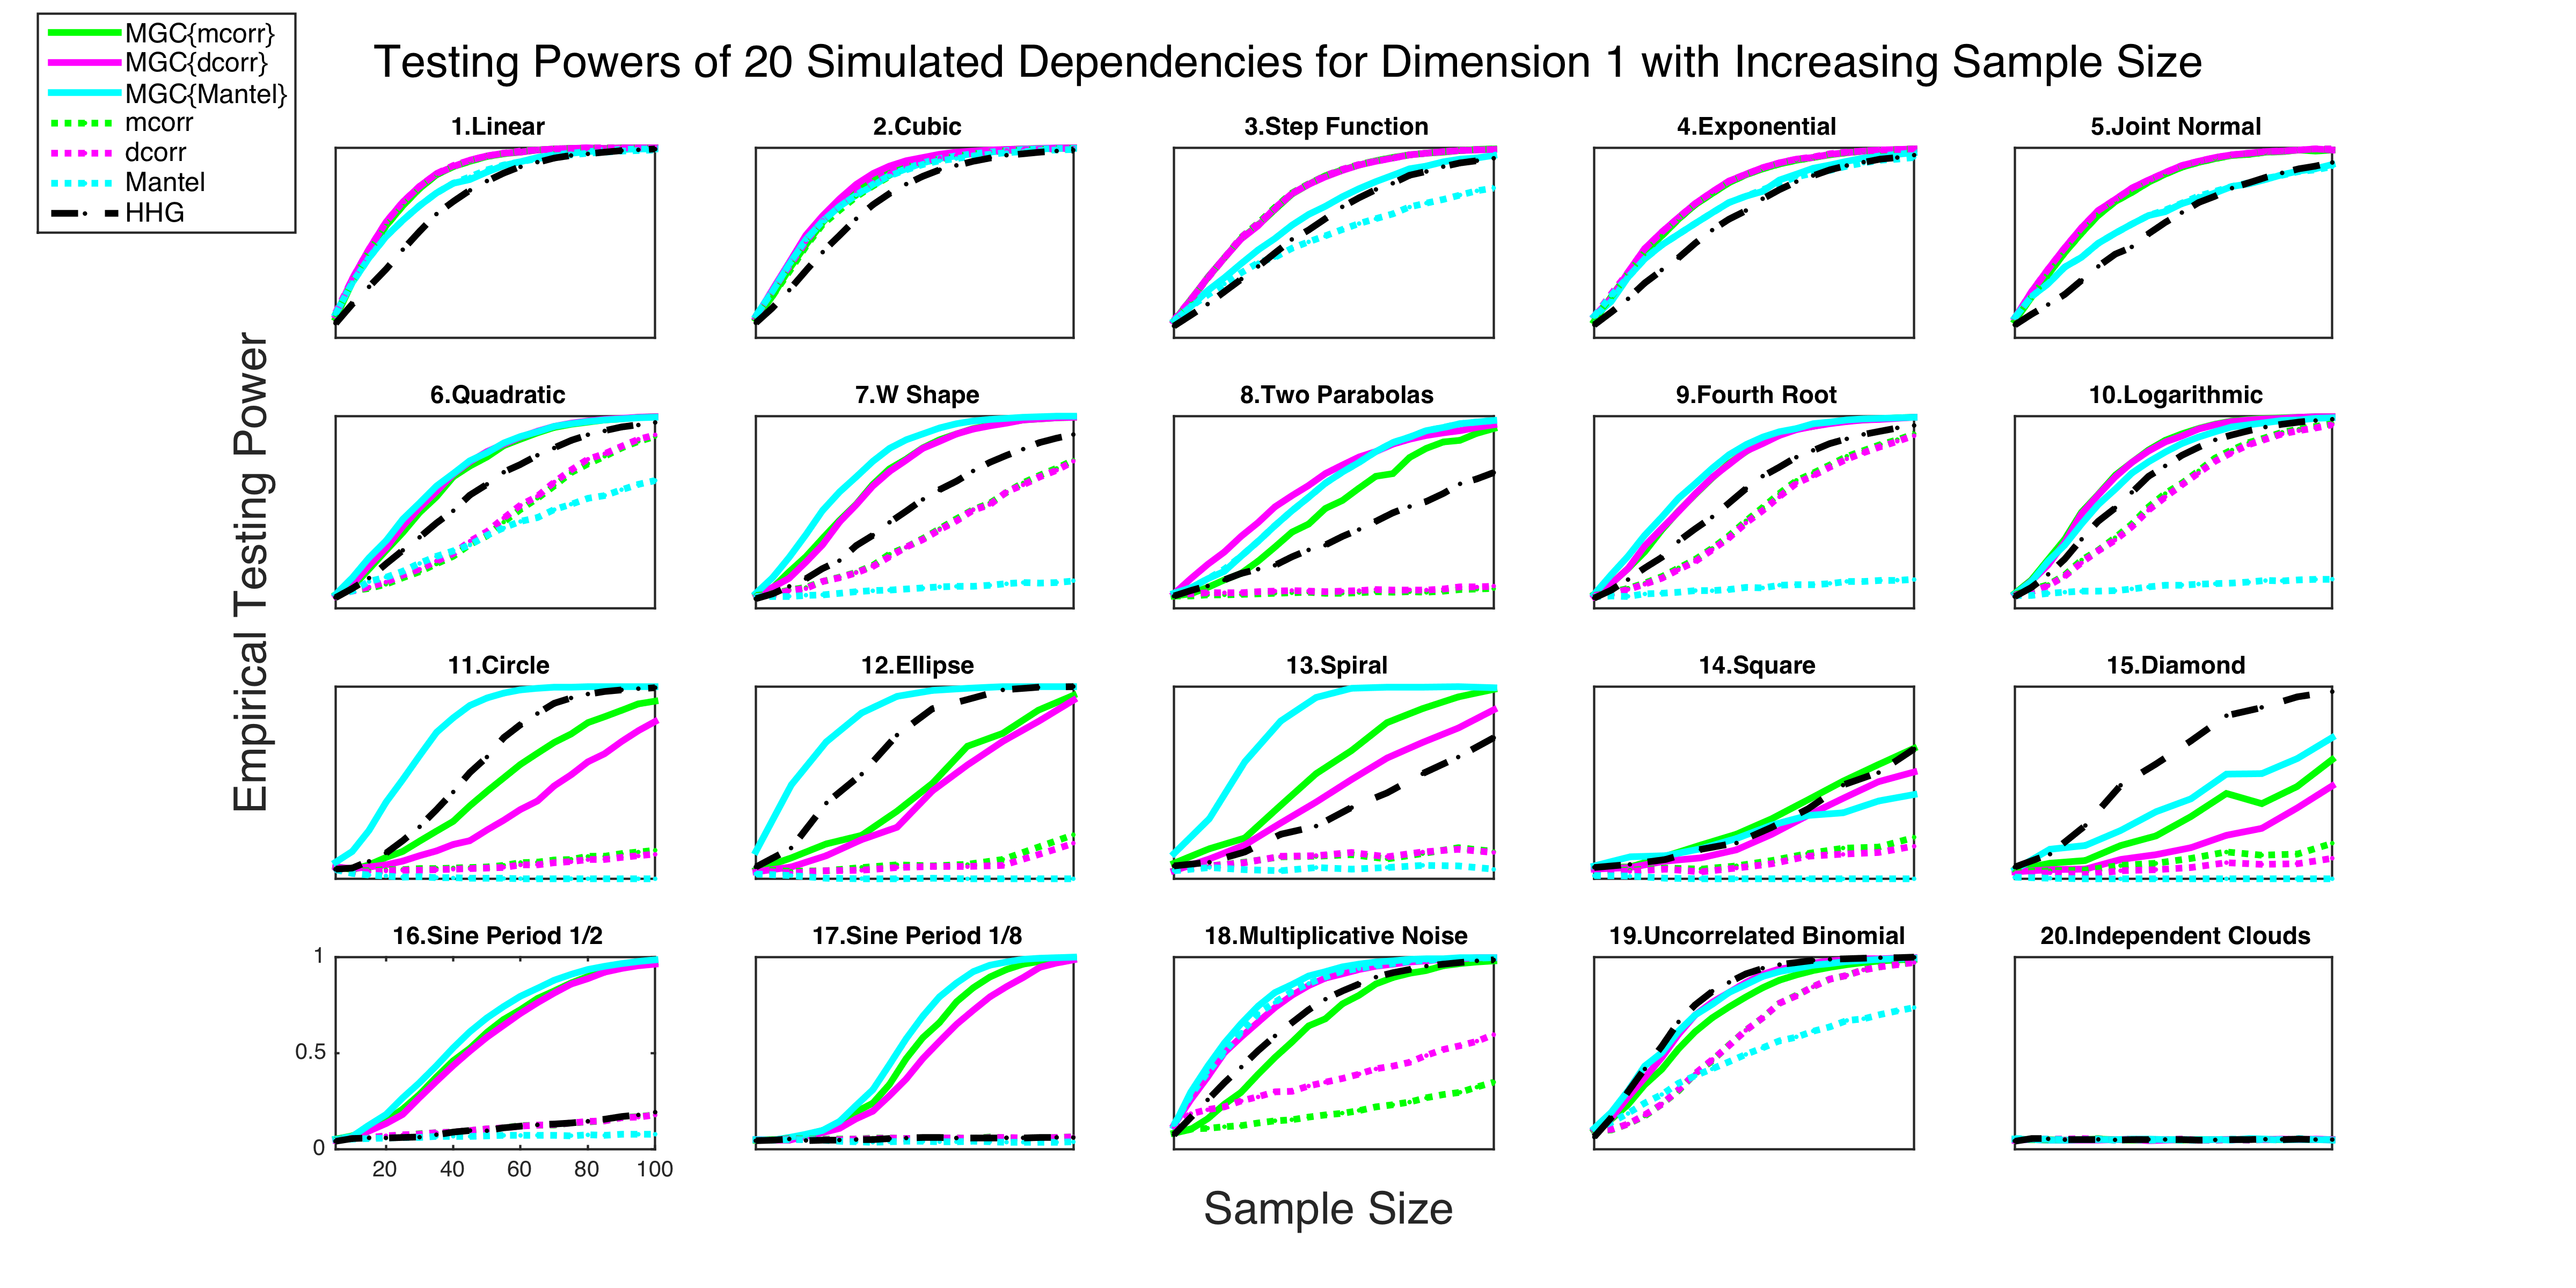 MGC{mcorr}
MGC{dcorr}
MGC{Mantel}
mcorr
dcorr
Mantel
HHG
Testing Powers of 20 Simulated Dependencies for Dimension 1 with Increasing Sample Size
1.Linear
2.Cubic
3.Step Function
4.Exponential
5.Joint Normal
6.Quadratic
7.W Shape
8.Two Parabolas
9.Fourth Root
10.Logarithmic
11.Circle
12.Ellipse
13.Spiral
14.Square
15.Diamond
16.Sine Period 1/2
17.Sine Period 1/8
18.Multiplicative Noise
19.Uncorrelated Binomial
20.Independent Clouds
1
0.5
0
20 40 60 80 100
Empirical Testing Power
Sample Size